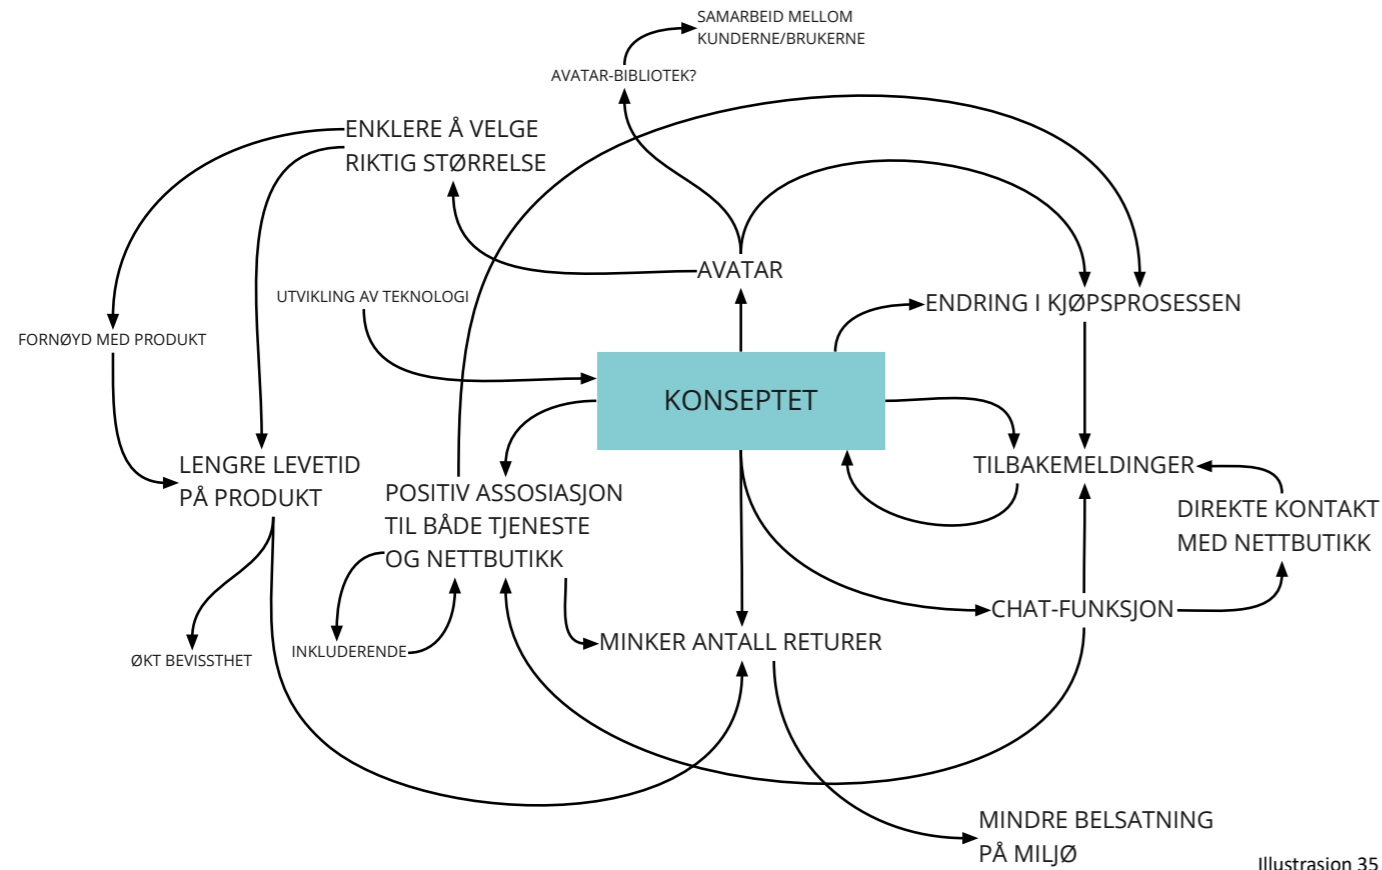 SAMARBEID MELLOM
KUNDERNE/BRUKERNE
AVATAR-BIBLIOTEK?
ENKLERE Å VELGE
RIKTIG STØRRELSE
AVATAR
UTVIKLING AV TEKNOLOGI
ENDRING I KJØPSPROSESSEN
FORNØYD MED PRODUKT
KONSEPTET
LENGRE LEVETID
PÅ PRODUKT
POSITIV ASSOSIASJON
TIL BÅDE TJENESTE
OG NETTBUTIKK
TILBAKEMELDINGER
DIREKTE KONTAKT
MED NETTBUTIKK
CHAT-FUNKSJON
ØKT BEVISSTHET
INKLUDERENDE
MINKER ANTALL RETURER
MINDRE BELSATNING
PÅ MILJØ
Illustrasjon 35